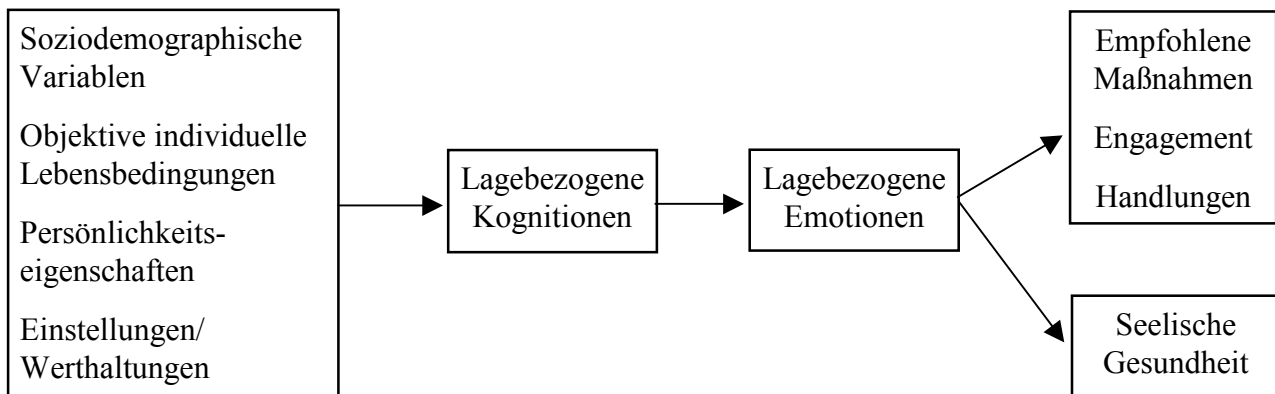 Soziodemographische
Variablen
Objektive individuelle
Lebensbedingungen
Persönlichkeits-
eigenschaften
Einstellungen/
Werthaltungen
Lagebezogene
Kognitionen
Lagebezogene
Emotionen
Empfohlene
Maßnahmen
Engagement
Handlungen
Seelische
Gesundheit